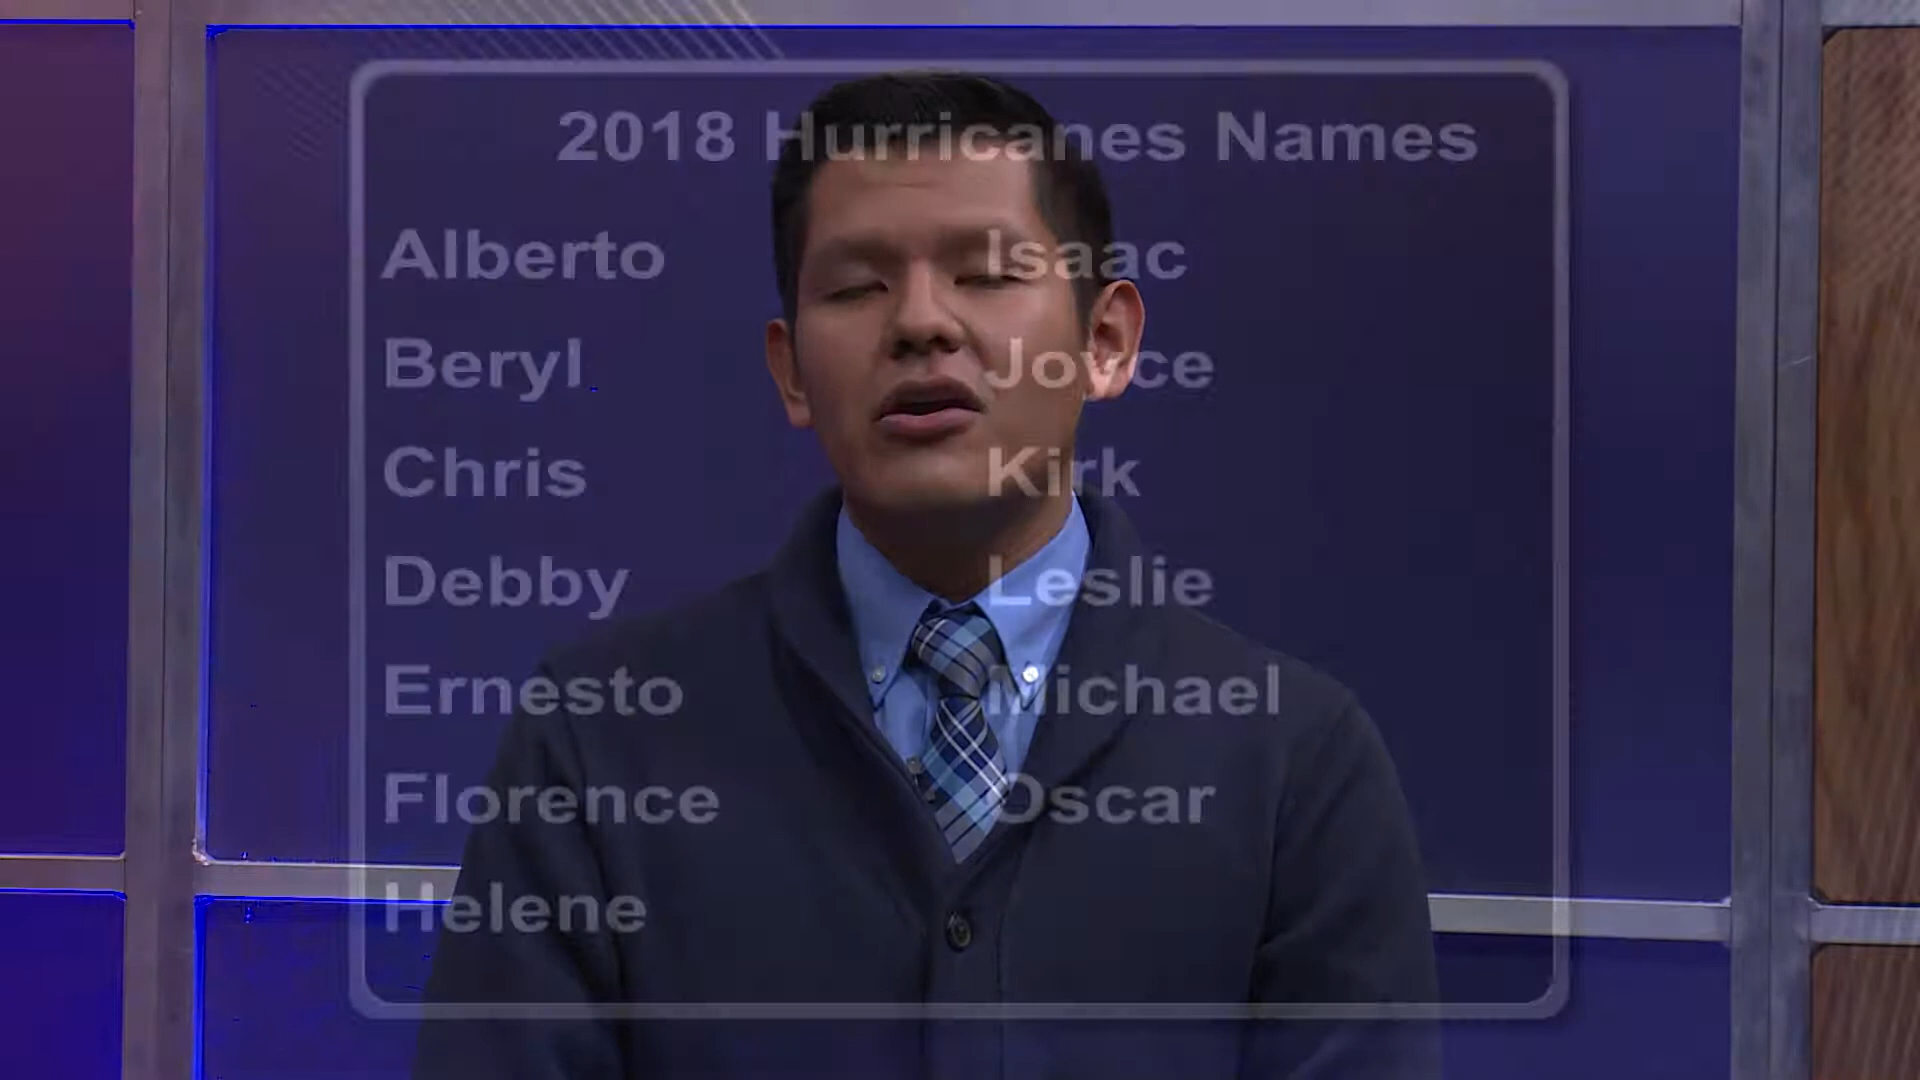 2018 Hurricanes Names
Alberto
Beryl
Chris
Debby
Ernesto
Florence
Helene
Isaac
Joyce
Kirk
Leslie
Michael
Oscar